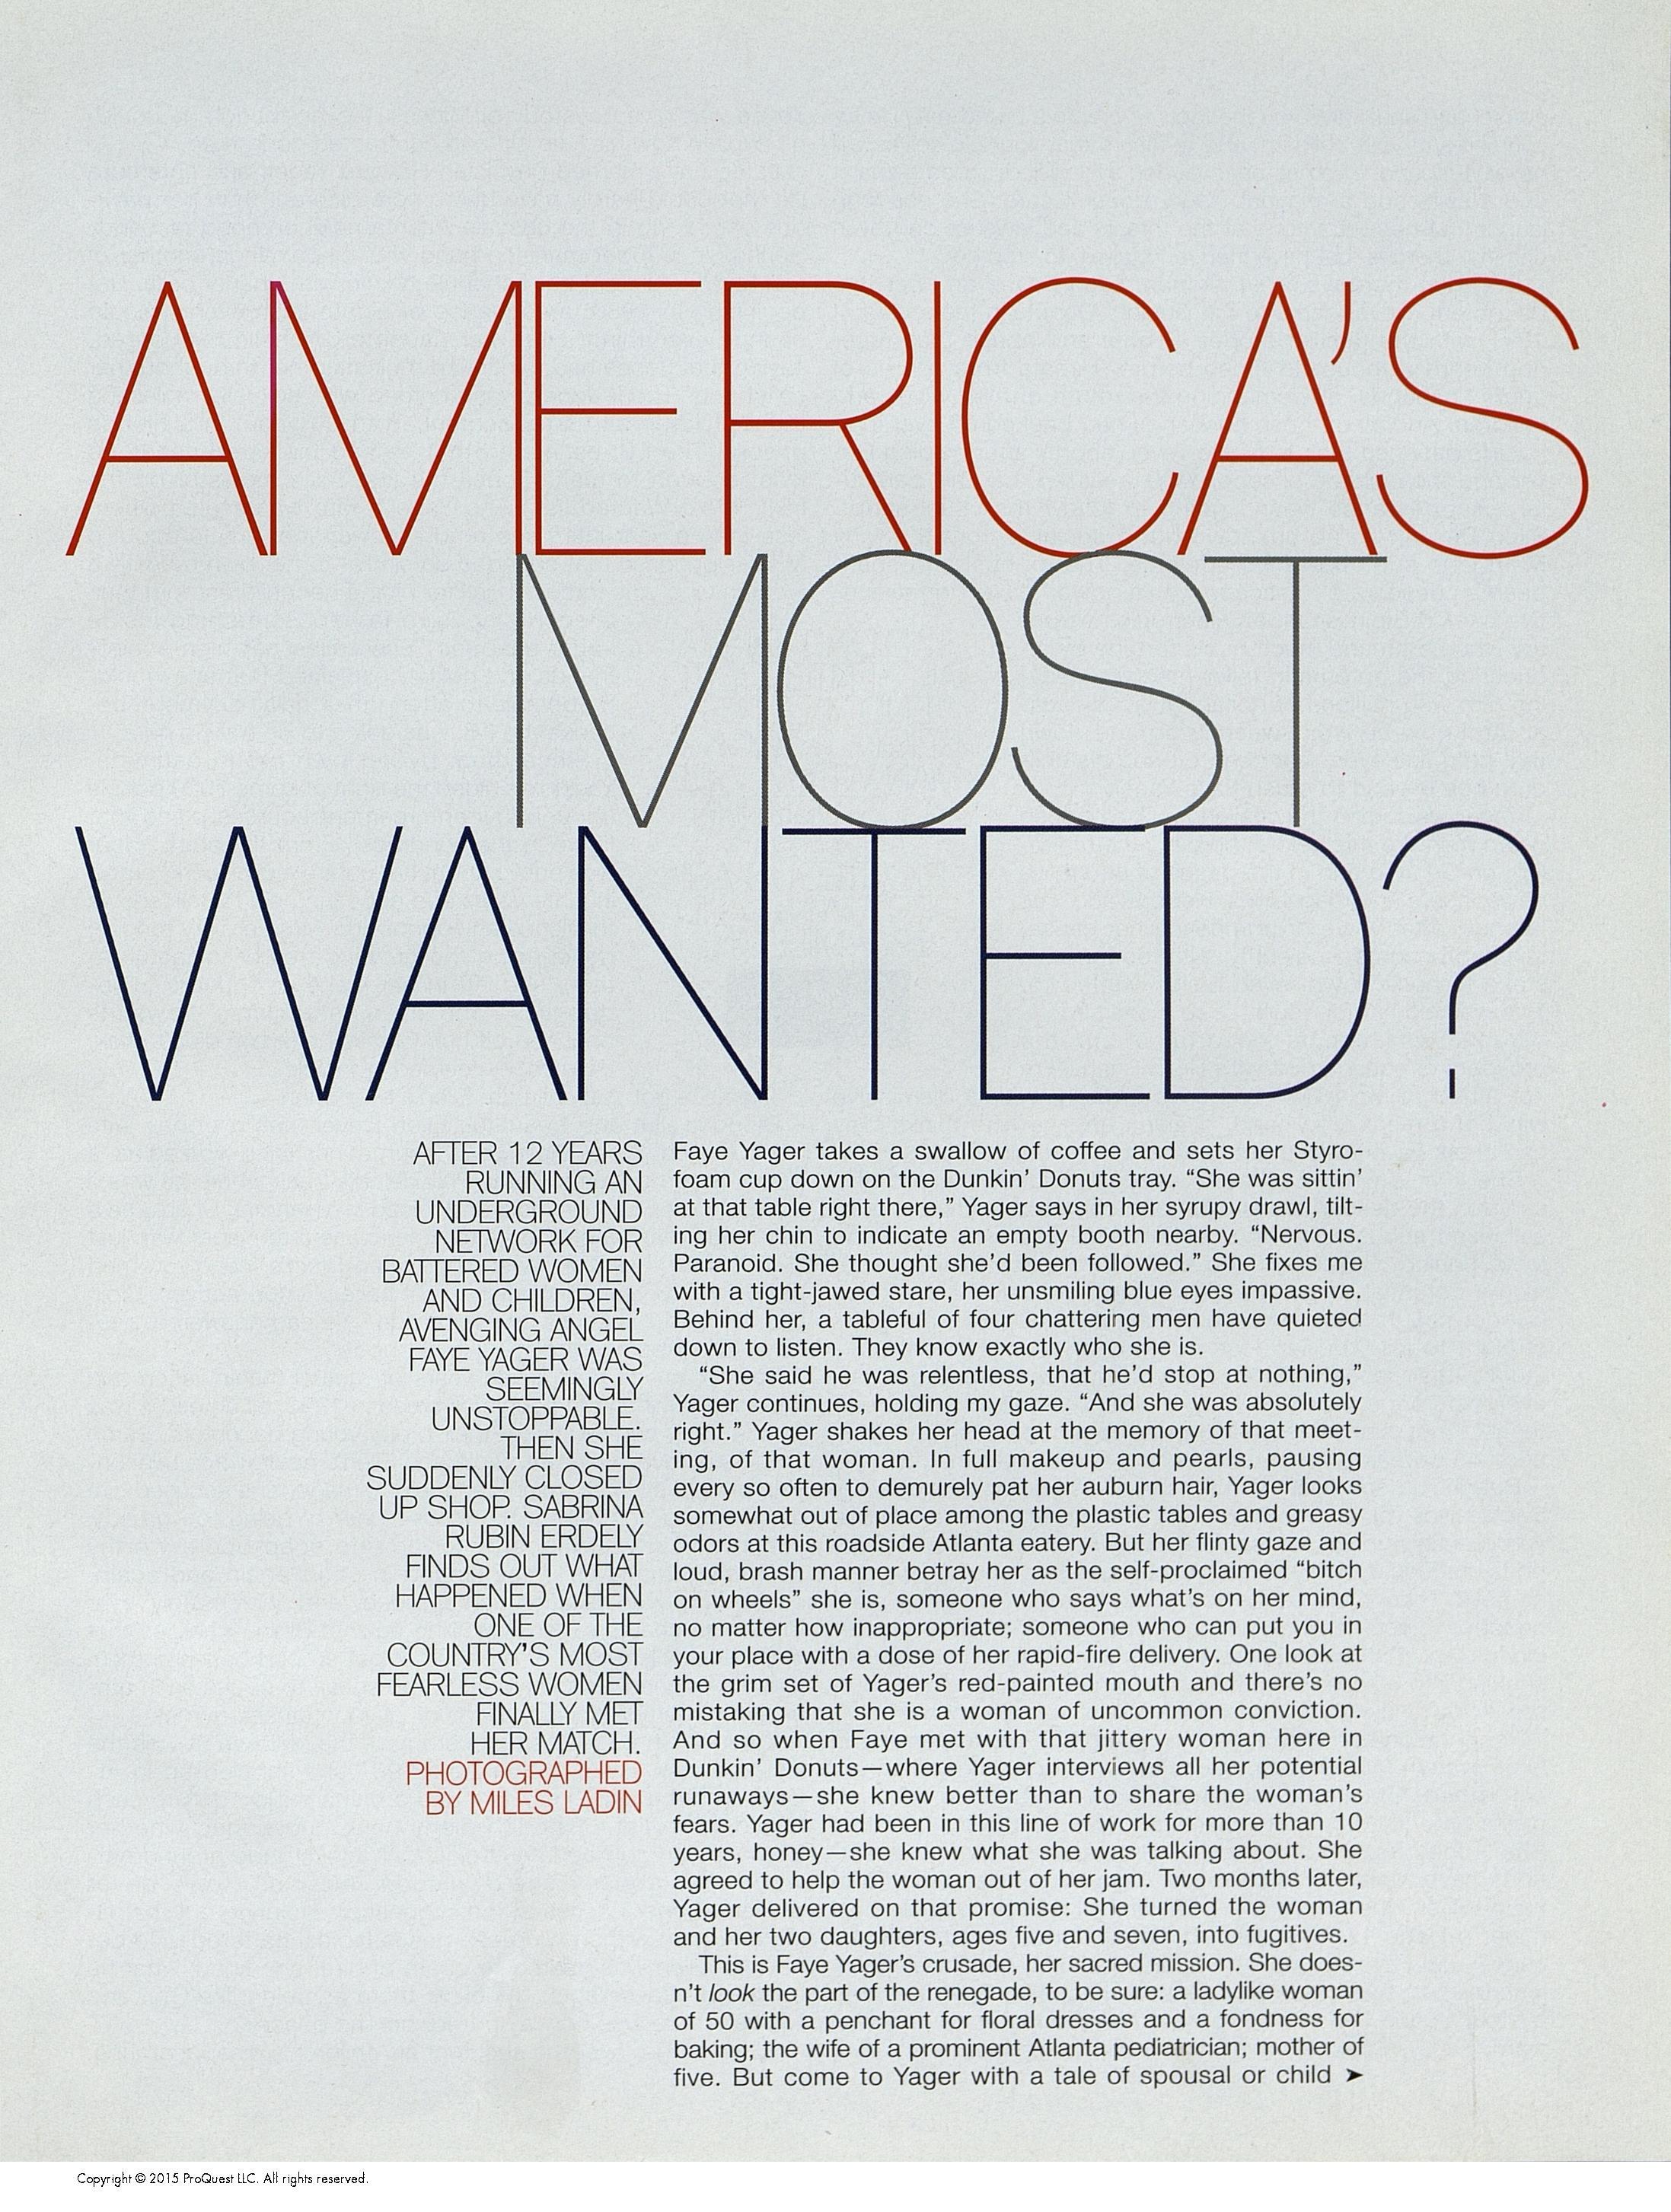 AMERICA'S
MOST
WANTED?
AFTER 12 YEARS
RUNNING AN
UNDERGROUND
NETWORK FOR
BATTERED WOMEN
AND CHILDREN,
AVENGING ANGEL
FAYE YAGER WAS
SEEMINGLY
UNSTOPPABLE.
THEN SHE
SUDDENLY CLOSED
UP SHOP. SABRINA
RUBIN ERDELY
FINDS OUT WHAT
HAPPENED WHEN
ONE OF THE
COUNTRY'S MOST
FEARLESS WOMEN
FINALLY MET
HER MATCH.
PHOTOGRAPHED
BY MILES LADIN
Faye Yager takes a swallow of coffee and sets her Styro-
foam cup down on the Dunkin' Donuts tray. “She was sittin'
at that table right there,” Yager says in her syrupy drawl, tilt-
ing her chin to indicate an empty booth nearby. “Nervous.
Paranoid. She thought she'd been followed.” She fixes me
with a tight-jawed stare, her unsmiling blue eyes impassive.
Behind her, a tableful of four chattering men have quieted
down to listen. They know exactly who she is.
“She said he was relentless, that he'd stop at nothing,”
Yager continues, holding my gaze. “And she was absolutely
right.” Yager shakes her head at the memory of that meet-
ing, of that woman. In full makeup and pearls, pausing
every so often to demurely pat her auburn hair, Yager looks
somewhat out of place among the plastic tables and greasy
odors at this roadside Atlanta eatery. But her flinty gaze and
loud, brash manner betray her as the self-proclaimed “bitch
on wheels” she is, someone who says what's on her mind,
no matter how inappropriate; someone who can put you in
your place with a dose of her rapid-fire delivery. One look at
the grim set of Yager's red-painted mouth and there's no
mistaking that she is a woman of uncommon conviction.
And so when Faye met with that jittery woman here in
Dunkin' Donuts—where Yager interviews all her potential
runaways—she knew better than to share the woman's
fears. Yager had been in this line of work for more than 10
years, honey—she knew what she was talking about. She
agreed to help the woman out of her jam. Two months later,
Yager delivered on that promise: She turned the woman
and her two daughters, ages five and seven, into fugitives.
This is Faye Yager's crusade, her sacred mission. She does-
n't look the part of the renegade, to be sure: a ladylike woman
of 50 with a penchant for floral dresses and a fondness for
baking; the wife of a prominent Atlanta pediatrician; mother of
five. But come to Yager with a tale of spousal or child ➤
Copyright © 2015 ProQuest LLC. All rights reserved.